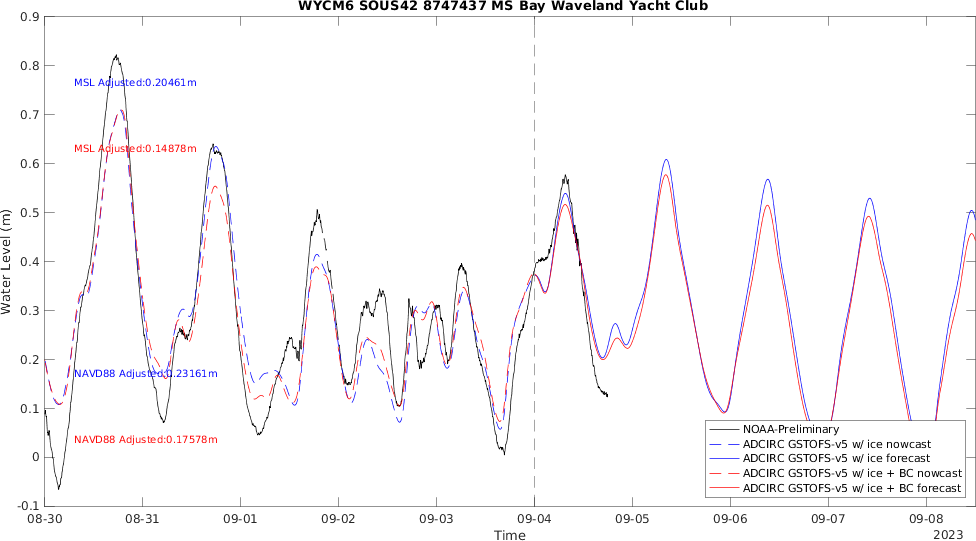 WYCM6 SOUS42 8747437 MS Bay Waveland Yacht Club
0.9
0.8
0.7
0.6
0.5
0.4
0.3
0.2
0.1
0
-0.1
Water Level (m)
MSL Adjusted:0.20461m
MSL Adjusted:0.14878m
NAVD88 Adjusted:0.23161m
NAVD88 Adjusted:0.17578m
NOAA-Preliminary
ADCIRC GSTOFS-v5 w/ ice nowcast
ADCIRC GSTOFS-v5 w/ ice forecast
ADCIRC GSTOFS-v5 w/ ice + BC nowcast
ADCIRC GSTOFS-v5 w/ ice + BC forecast
08-30 08-31 09-01 09-02 09-03 09-04 09-05 09-06 09-07 09-08
Time
2023